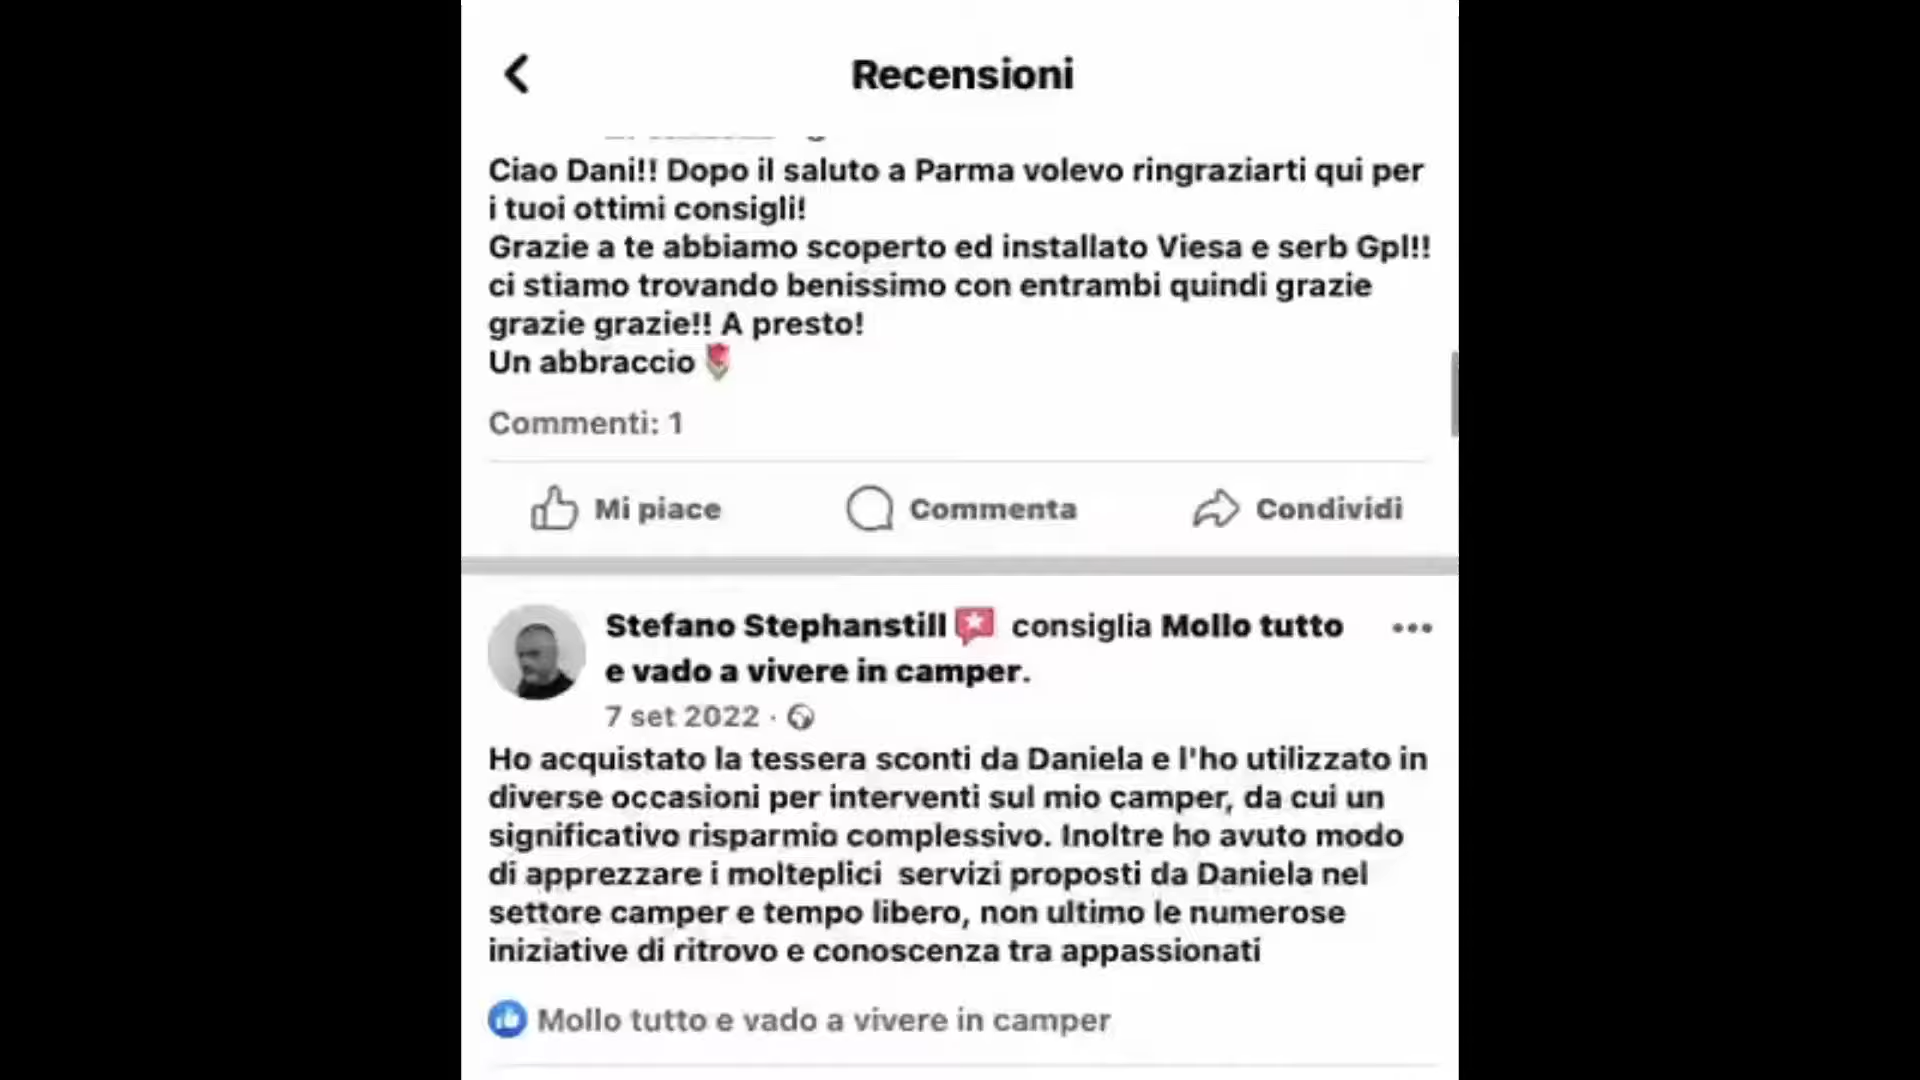 Recensioni
Ciao Dani!! Dopo il saluto a Parma volevo ringraziarti qui per
i tuoi ottimi consigli!
Grazie a te abbiamo scoperto ed installato Viesa e serb Gpl!!
ci stiamo trovando benissimo con entrambi quindi grazie
grazie grazie!! A presto!
Un abbraccio🌷
Commenti: 1
Mi piace
Commenta
Condividi
Stefano Stephanstill consiglia Mollo tutto
e vado a vivere in camper.
7 set 2022 ·
Ho acquistato la tessera sconti da Daniela e l'ho utilizzato in
diverse occasioni per interventi sul mio camper, da cui un
significativo risparmio complessivo. Inoltre ho avuto modo
di apprezzare i molteplici  servizi proposti da Daniela nel
settore camper e tempo libero, non ultimo le numerose
iniziative di ritrovo e conoscenza tra appassionati
Mollo tutto e vado a vivere in camper